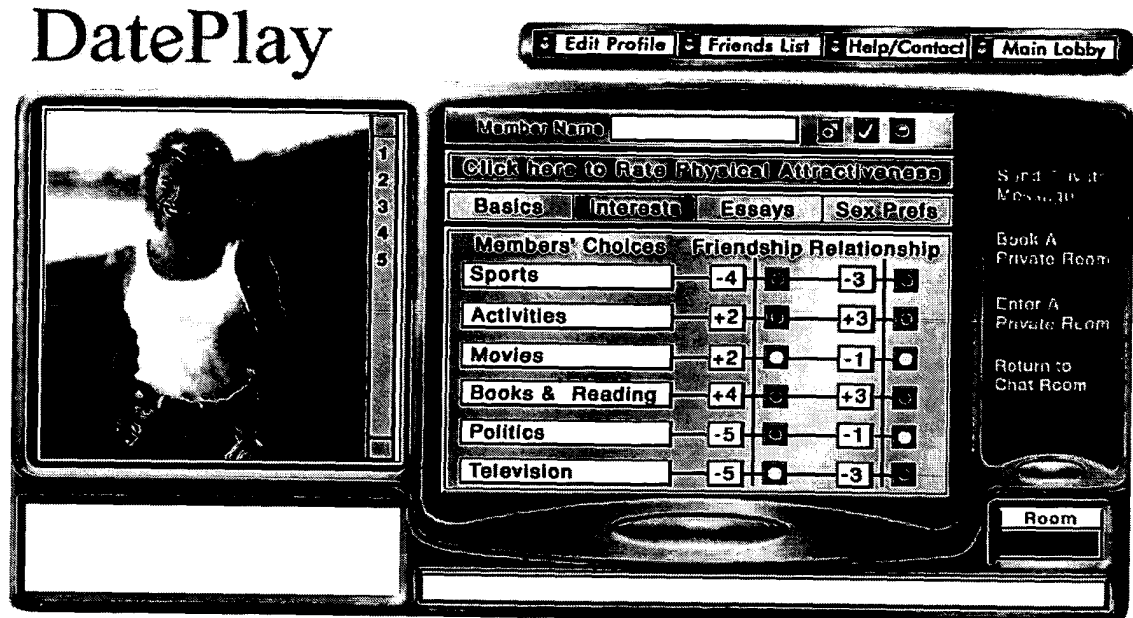 DatePlay
Edit Profile Friends List Help/Contact Main Lobby
1
2
3
4
5
Member Name
Click here to Rate Physical Attractiveness
Basics Interests Essays Sex Prefs
Members' Choices Friendship Relationship
Sports -4 -3
Activities +2 +3
Movies +2 -1
Books & Reading +4 +3
Politics -5 -1
Television -5 -3
Message
Book A
Private Room
Enter A
Private Room
Return to
Chat Room
Room